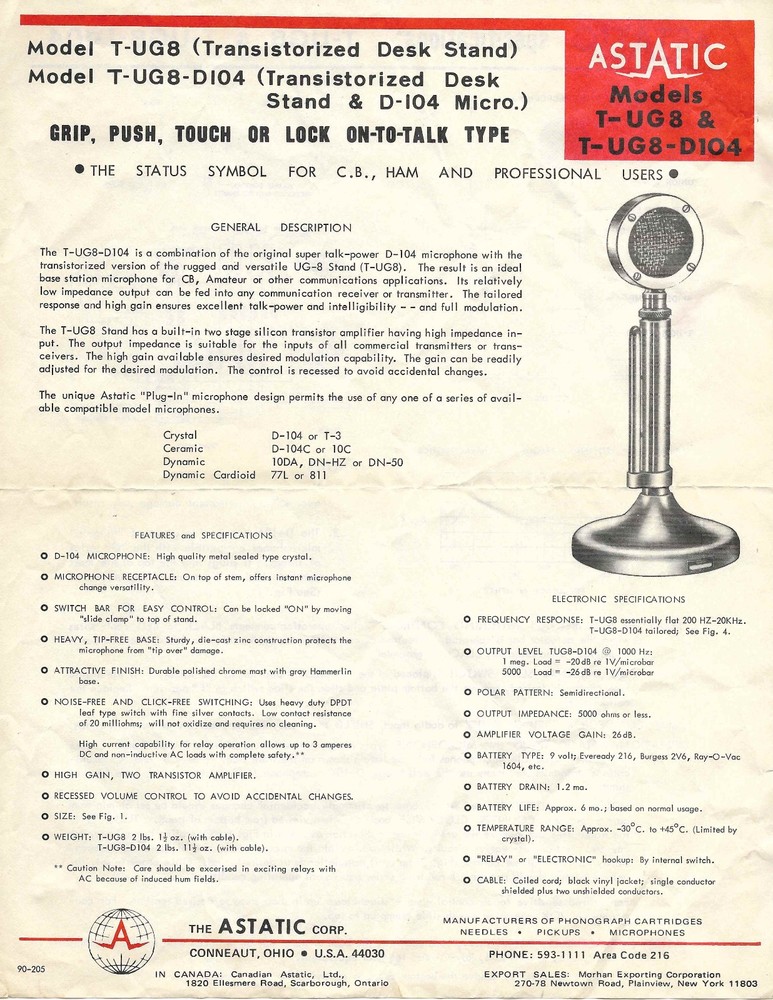 Model T-UG8 (Transistorized Desk Stand)
Model T-UG8-D104 (Transistorized Desk
Stand & D-104 Micro.)
GRIP, PUSH, TOUCH OR LOCK ON-TO-TALK TYPE
ASTATIC
Models
T-UG8 &
T-UG8-D104
● THE STATUS SYMBOL FOR C.B., HAM AND PROFESSIONAL USERS ●
GENERAL DESCRIPTION
The T-UG8-D104 is a combination of the original super talk-power D-104 microphone with the
transistorized version of the rugged and versatile UG-8 Stand (T-UG8). The result is an ideal
base station microphone for CB, Amateur or other communications applications. Its relatively
low impedance output can be fed into any communication receiver or transmitter. The tailored
response and high gain ensures excellent talk-power and intelligibility - - and full modulation.
The T-UG8 Stand has a built-in two stage silicon transistor amplifier having high impedance in-
put. The output impedance is suitable for the inputs of all commercial transmitters or trans-
ceivers. The high gain available ensures desired modulation capability. The gain can be readily
adjusted for the desired modulation. The control is recessed to avoid accidental changes.
The unique Astatic "Plug-In" microphone design permits the use of any one of a series of avail-
able compatible model microphones.
Crystal D-104 or T-3
Ceramic D-104C or 10C
Dynamic 10DA, DN-HZ or DN-50
Dynamic Cardioid 77L or 811
FEATURES and SPECIFICATIONS
D-104 MICROPHONE: High quality metal sealed type crystal.
MICROPHONE RECEPTACLE: On top of stem, offers instant microphone
change versatility.
SWITCH BAR FOR EASY CONTROL: Can be locked "ON" by moving
"slide clamp" to top of stand.
HEAVY, TIP-FREE BASE: Sturdy, die-cast zinc construction protects the
microphone from "tip over" damage.
ATTRACTIVE FINISH: Durable polished chrome mast with gray Hammerlin
base.
NOISE-FREE AND CLICK-FREE SWITCHING: Uses heavy duty DPDT
leaf type switch with fine silver contacts. Low contact resistance
of 20 milliohms; will not oxidize and requires no cleaning.
High current capability for relay operation allows up to 3 amperes
DC and non-inductive AC loads with complete safety.**
HIGH GAIN, TWO TRANSISTOR AMPLIFIER.
RECESSED VOLUME CONTROL TO AVOID ACCIDENTAL CHANGES.
SIZE: See Fig. 1.
WEIGHT: T-UG8 2 lbs. 1½ oz. (with cable).
T-UG8-D104 2 lbs. 11½ oz. (with cable).
** Caution Note: Care should be excerised in exciting relays with
AC because of induced hum fields.
ELECTRONIC SPECIFICATIONS
FREQUENCY RESPONSE: T-UG8 essentially flat 200 HZ-20KHz.
T-UG8-D104 tailored; See Fig. 4.
OUTPUT LEVEL TUG8-D104 @ 1000 Hz:
1 meg. Load = -20dB re 1V/microbar
5000 Load = -26dB re 1V/microbar
POLAR PATTERN: Semidirectional.
OUTPUT IMPEDANCE: 5000 ohms or less.
AMPLIFIER VOLTAGE GAIN: 26dB.
BATTERY TYPE: 9 volt; Eveready 216, Burgess 2V6, Ray-O-Vac
1604, etc.
BATTERY DRAIN: 1.2 ma.
BATTERY LIFE: Approx. 6 mo.; based on normal usage.
TEMPERATURE RANGE: Approx. -30°C. to +45°C. (Limited by
crystal).
"RELAY" or "ELECTRONIC" hookup: By internal switch.
CABLE: Coiled cord; black vinyl jacket; single conductor
shielded plus two unshielded conductors.
A
THE ASTATIC CORP.
CONNEAUT, OHIO ● U.S.A. 44030
IN CANADA: Canadian Astatic, Ltd.,
1820 Ellesmere Road, Scarborough, Ontario
90-205
MANUFACTURERS OF PHONOGRAPH CARTRIDGES
NEEDLES • PICKUPS • MICROPHONES
PHONE: 593-1111 Area Code 216
EXPORT SALES: Morhan Exporting Corporation
270-78 Newtown Road, Plainview, New York 11803